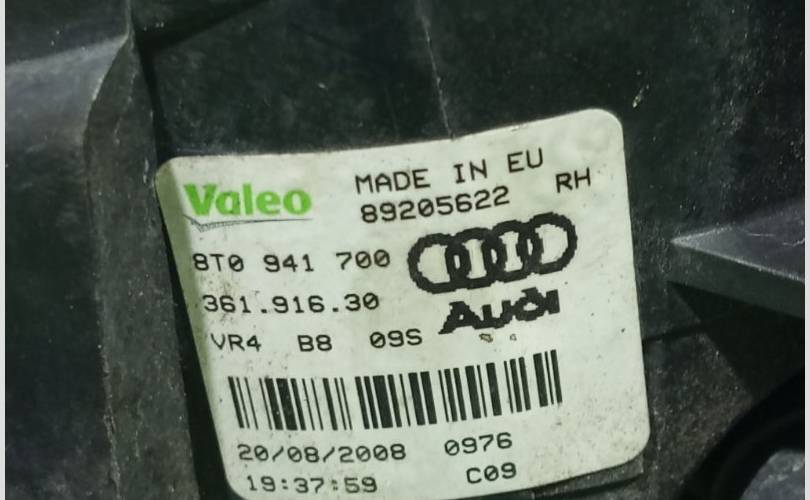 Valeo MADE IN EU
89205622 RH
8T0 941 700
361.916.30
Audi
VR4 B8 09S
20/08/2008 0976
19:37:59 C09